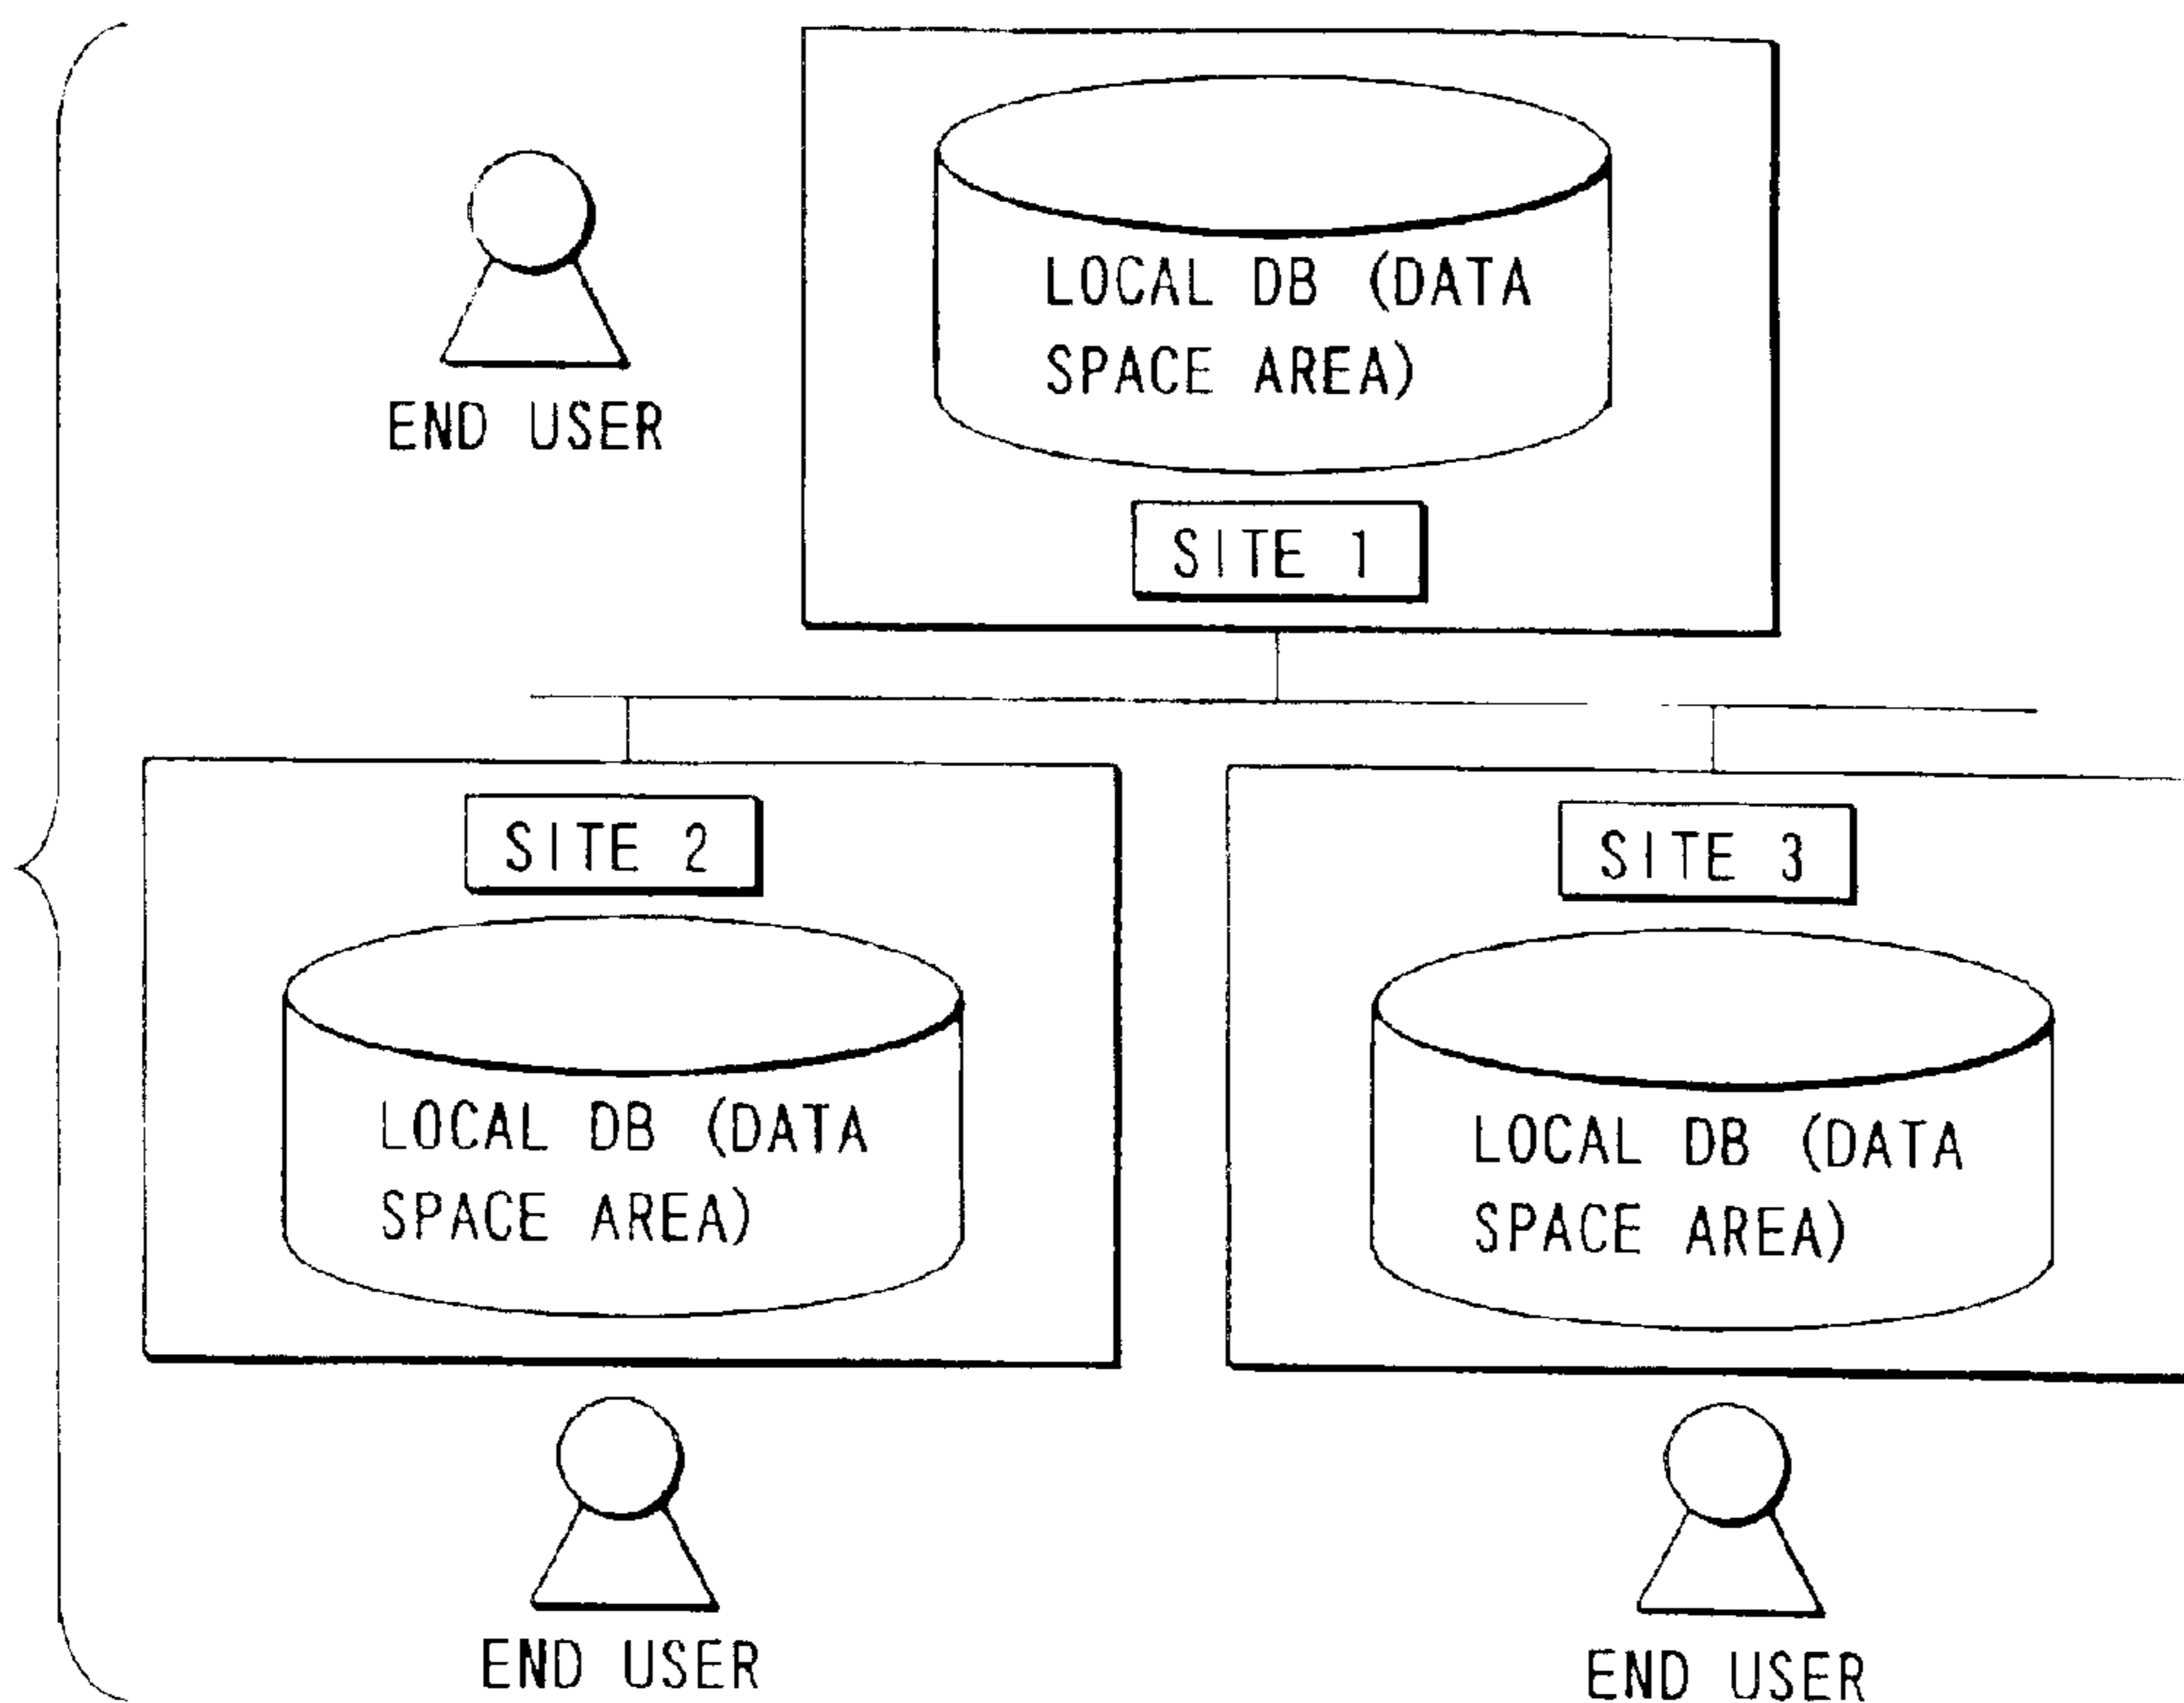 LOCAL DB (DATA
SPACE AREA)
END USER
SITE 1
SITE 2
SITE 3
LOCAL DB (DATA
SPACE AREA)
LOCAL DB (DATA
SPACE AREA)
END USER
END USER